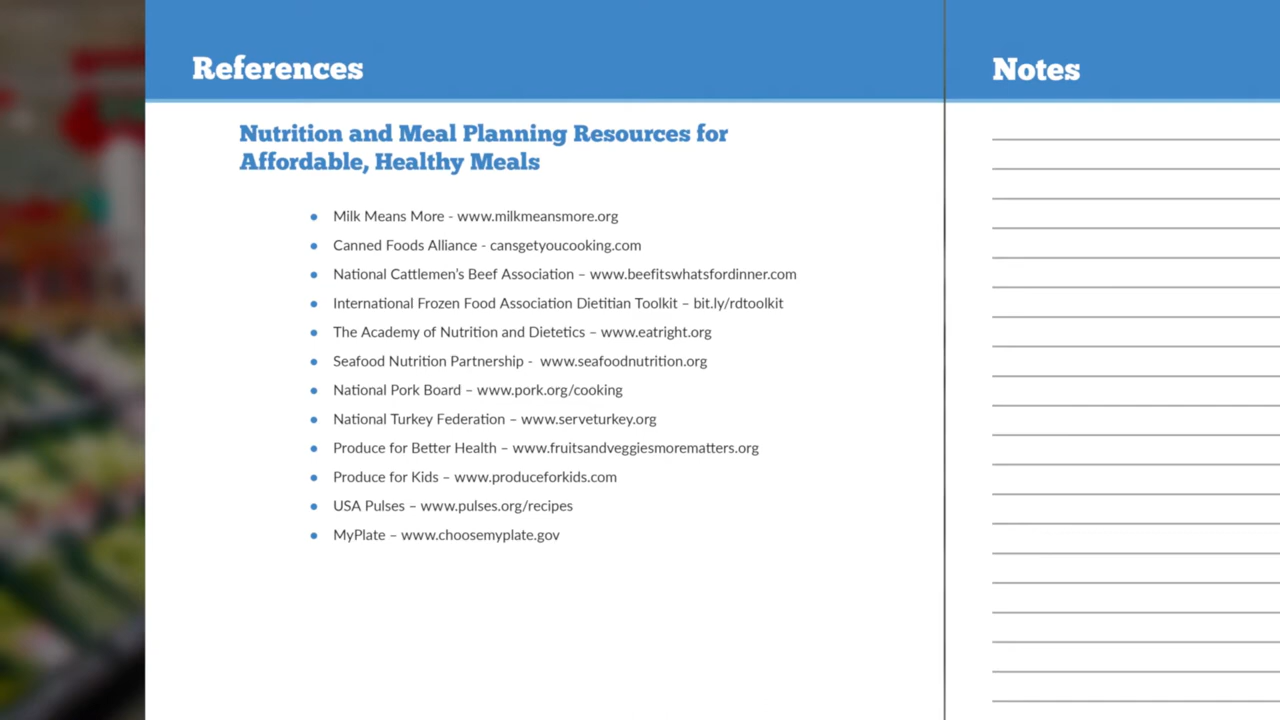 References
Notes
Nutrition and Meal Planning Resources for
Affordable, Healthy Meals
Milk Means More - www.milkmeansmore.org
Canned Foods Alliance - cansgetyoucooking.com
National Cattlemen's Beef Association – www.beefitswhatsfordinner.com
International Frozen Food Association Dietitian Toolkit – bit.ly/rdtoolkit
The Academy of Nutrition and Dietetics – www.eatright.org
Seafood Nutrition Partnership - www.seafoodnutrition.org
National Pork Board – www.pork.org/cooking
National Turkey Federation – www.serveturkey.org
Produce for Better Health – www.fruitsandveggiesmorematters.org
Produce for Kids – www.produceforkids.com
USA Pulses – www.pulses.org/recipes
MyPlate – www.choosemyplate.gov